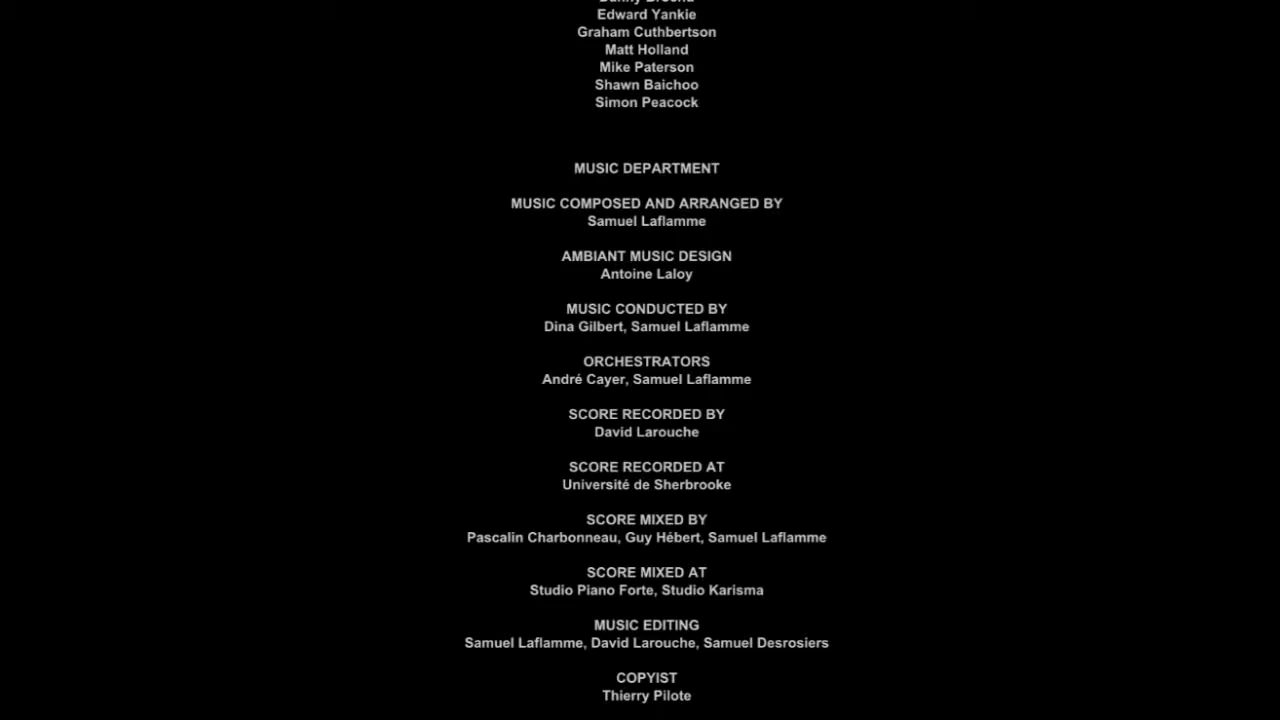 Edward Yankie
Graham Cuthbertson
Matt Holland
Mike Paterson
Shawn Baichoo
Simon Peacock
MUSIC DEPARTMENT
MUSIC COMPOSED AND ARRANGED BY
Samuel Laflamme
AMBIANT MUSIC DESIGN
Antoine Laloy
MUSIC CONDUCTED BY
Dina Gilbert, Samuel Laflamme
ORCHESTRATORS
André Cayer, Samuel Laflamme
SCORE RECORDED BY
David Larouche
SCORE RECORDED AT
Université de Sherbrooke
SCORE MIXED BY
Pascalin Charbonneau, Guy Hébert, Samuel Laflamme
SCORE MIXED AT
Studio Piano Forte, Studio Karisma
MUSIC EDITING
Samuel Laflamme, David Larouche, Samuel Desrosiers
COPYIST
Thierry Pilote